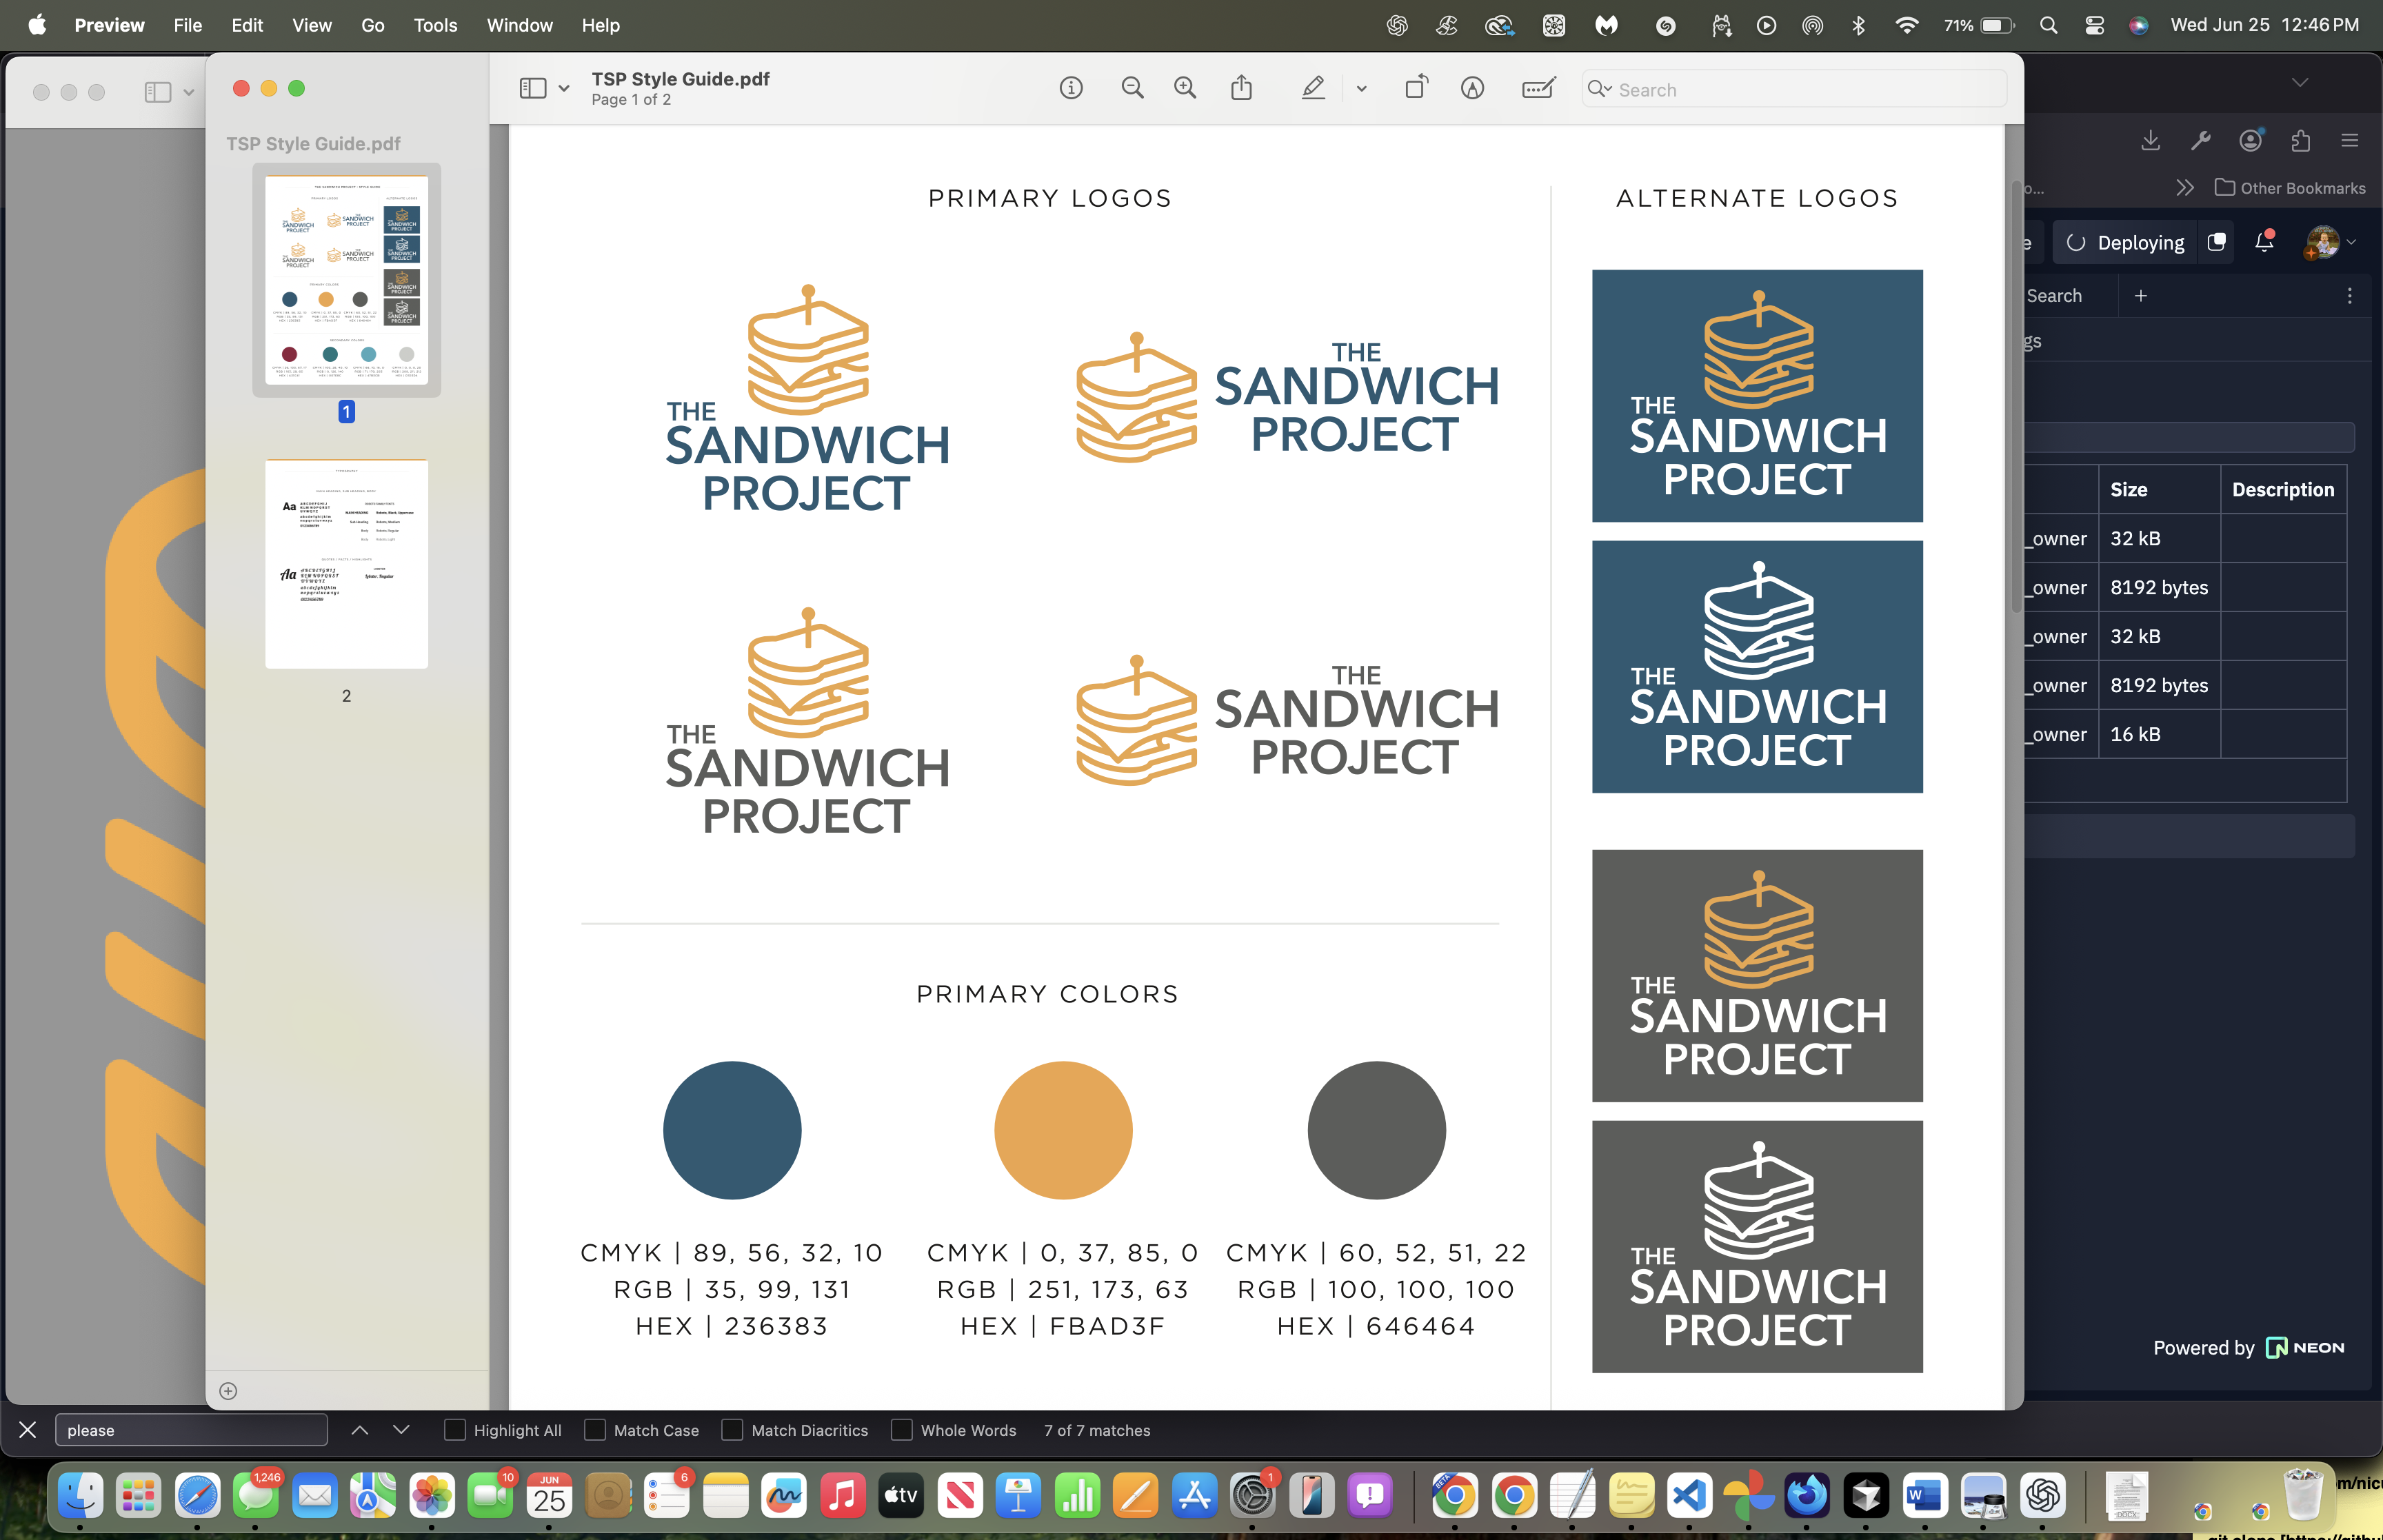 Preview File Edit View Go Tools Window Help
71% Wed Jun 25 12:46 PM
TSP Style Guide.pdf
Page 1 of 2
Search
TSP Style Guide.pdf
1
2
PRIMARY LOGOS
THE
SANDWICH
PROJECT
THE
SANDWICH
PROJECT
THE
SANDWICH
PROJECT
THE
SANDWICH
PROJECT
PRIMARY COLORS
CMYK | 89, 56, 32, 10
RGB | 35, 99, 131
HEX | 236383
CMYK | 0, 37, 85, 0
RGB | 251, 173, 63
HEX | FBAD3F
CMYK | 60, 52, 51, 22
RGB | 100, 100, 100
HEX | 646464
ALTERNATE LOGOS
THE
SANDWICH
PROJECT
THE
SANDWICH
PROJECT
THE
SANDWICH
PROJECT
THE
SANDWICH
PROJECT
o...
Other Bookmarks
e
Deploying
Search
gs
Size Description
_owner 32 kB
_owner 8192 bytes
_owner 32 kB
_owner 8192 bytes
_owner 16 kB
Powered by NEON
please
Highlight All Match Case Match Diacritics Whole Words 7 of 7 matches
1,246
10
JUN
25
6
tv
1
BETA
W
DOCX
m/nicu